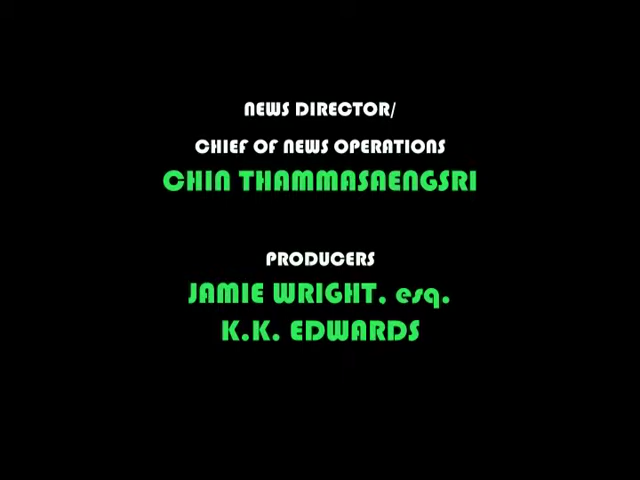 NEWS DIRECTOR/
CHIEF OF NEWS OPERATIONS
CHIN THAMMASAENGSRI
PRODUCERS
JAMIE WRIGHT, esq.
K.K. EDWARDS